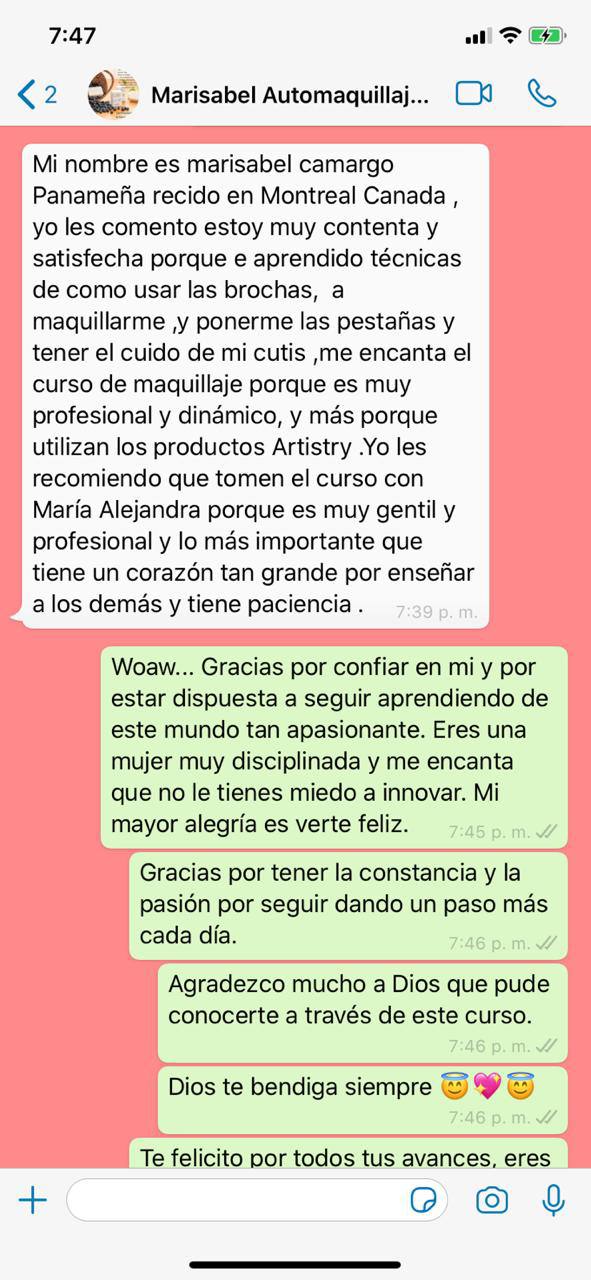 7:47
2
Marisabel Automaquillaj...
Mi nombre es marisabel camargo
Panameña recido en Montreal Canada ,
yo les comento estoy muy contenta y
satisfecha porque e aprendido técnicas
de como usar las brochas,  a
maquillarme ,y ponerme las pestañas y
tener el cuido de mi cutis ,me encanta el
curso de maquillaje porque es muy
profesional y dinámico, y más porque
utilizan los productos Artistry .Yo les
recomiendo que tomen el curso con
María Alejandra porque es muy gentil y
profesional y lo más importante que
tiene un corazón tan grande por enseñar
a los demás y tiene paciencia .
7:39 p. m.
Woaw... Gracias por confiar en mi y por
estar dispuesta a seguir aprendiendo de
este mundo tan apasionante. Eres una
mujer muy disciplinada y me encanta
que no le tienes miedo a innovar. Mi
mayor alegría es verte feliz.
7:45 p. m.
Gracias por tener la constancia y la
pasión por seguir dando un paso más
cada día.
7:46 p. m.
Agradezco mucho a Dios que pude
conocerte a través de este curso.
7:46 p. m.
Dios te bendiga siempre 😇💖😇
7:46 p. m.
Te felicito por todos tus avances, eres